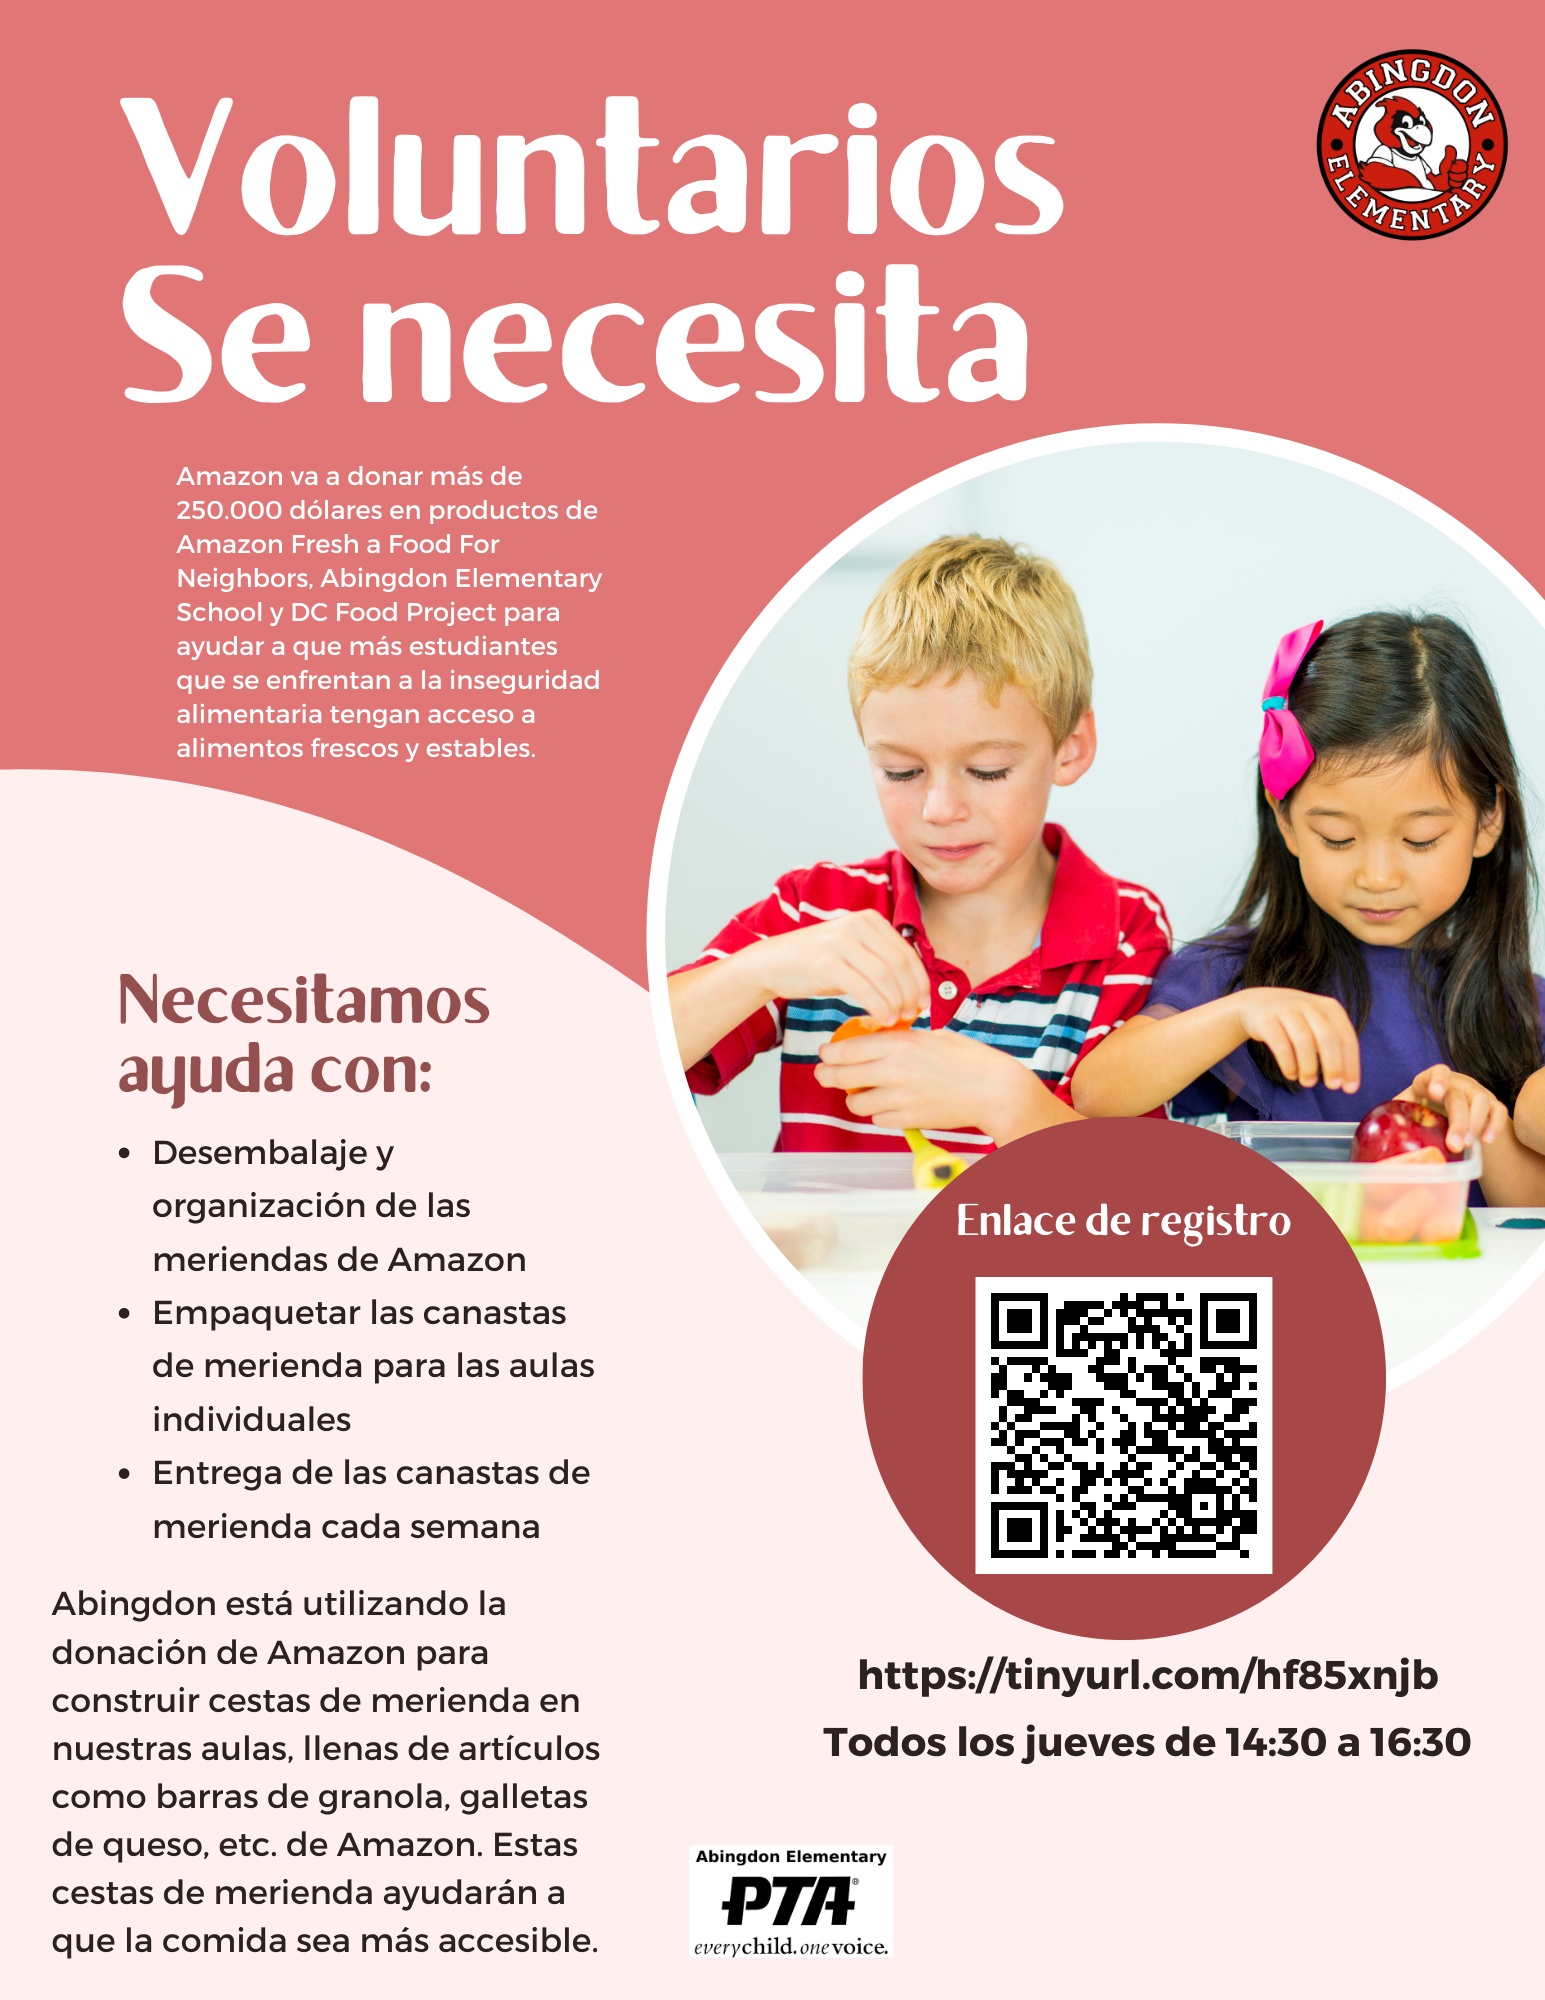 Voluntarios
Se necesita
ABINGDON
ELEMENTARY
Amazon va a donar más de
250.000 dólares en productos de
Amazon Fresh a Food For
Neighbors, Abingdon Elementary
School y DC Food Project para
ayudar a que más estudiantes
que se enfrentan a la inseguridad
alimentaria tengan acceso a
alimentos frescos y estables.
Necesitamos
ayuda con:
• Desembalaje y
organización de las
meriendas de Amazon
• Empaquetar las canastas
de merienda para las aulas
individuales
• Entrega de las canastas de
merienda cada semana
Abingdon está utilizando la
donación de Amazon para
construir cestas de merienda en
nuestras aulas, llenas de artículos
como barras de granola, galletas
de queso, etc. de Amazon. Estas
cestas de merienda ayudarán a
que la comida sea más accesible.
Enlace de registro
https://tinyurl.com/hf85xnjb
Todos los jueves de 14:30 a 16:30
Abingdon Elementary
PTA®
everychild.onevoice.